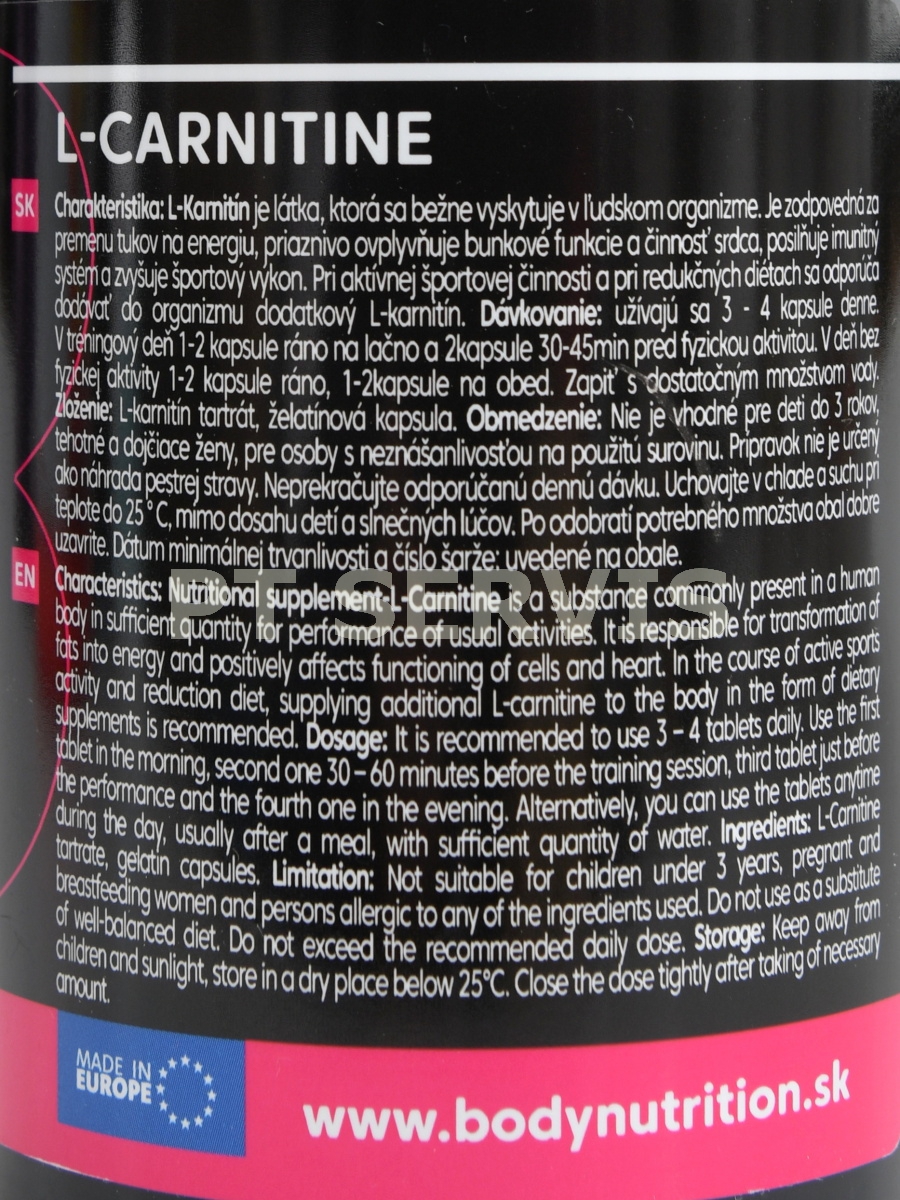 L-CARNITINE
SK
Charakteristika: L-Karnitín je látka, ktorá sa bežne vyskytuje v ľudskom organizme. Je zodpovedná za
premenu tukov na energiu, priaznivo ovplyvňuje bunkové funkcie a činnosť srdca, posilňuje imunitný
systém a zvyšuje športový výkon. Pri aktívnej športovej činnosti a pri redukčných diétach sa odporúča
dodávať do organizmu dodatkový L-karnitín. Dávkovanie: užívajú sa 3 - 4 kapsule denne.
V tréningový deň 1-2 kapsule ráno na lačno a 2kapsule 30-45min pred fyzickou aktivitou. V deň bez
fyzickej aktivity 1-2 kapsule ráno, 1-2kapsule na obed. Zapiť s dostatočným množstvom vody.
Zloženie: L-karnitín tartrát, želatínová kapsula. Obmedzenie: Nie je vhodné pre deti do 3 rokov,
tehotné a dojčiace ženy, pre osoby s neznášanlivosťou na použitú surovinu. Prípravok nie je určený
ako náhrada pestrej stravy. Neprekračujte odporúčanú dennú dávku. Uchovajte v chlade a suchu pri
teplote do 25°C, mimo dosahu detí a slnečných lúčov. Po odobratí potrebného množstva obal dobre
uzavrite. Dátum minimálnej trvanlivosti a číslo šarže: uvedené na obale.
EN
Characteristics: Nutritional supplement-L-Carnitine is a substance commonly present in a human
body in sufficient quantity for performance of usual activities. It is responsible for transformation of
fats into energy and positively affects functioning of cells and heart. In the course of active sports
activity and reduction diet, supplying additional L-carnitine to the body in the form of dietary
supplements is recommended. Dosage: It is recommended to use 3 – 4 tablets daily. Use the first
tablet in the morning, second one 30 – 60 minutes before the training session, third tablet just before
the performance and the fourth one in the evening. Alternatively, you can use the tablets anytime
during the day, usually after a meal, with sufficient quantity of water. Ingredients: L-Carnitine
tartrate, gelatin capsules. Limitation: Not suitable for children under 3 years, pregnant and
breastfeeding women and persons allergic to any of the ingredients used. Do not use as a substitute
of well-balanced diet. Do not exceed the recommended daily dose. Storage: Keep away from
children and sunlight, store in a dry place below 25°C. Close the dose tightly after taking of necessary
amount.
PT SERVIS
MADE IN
EUROPE
www.bodynutrition.sk